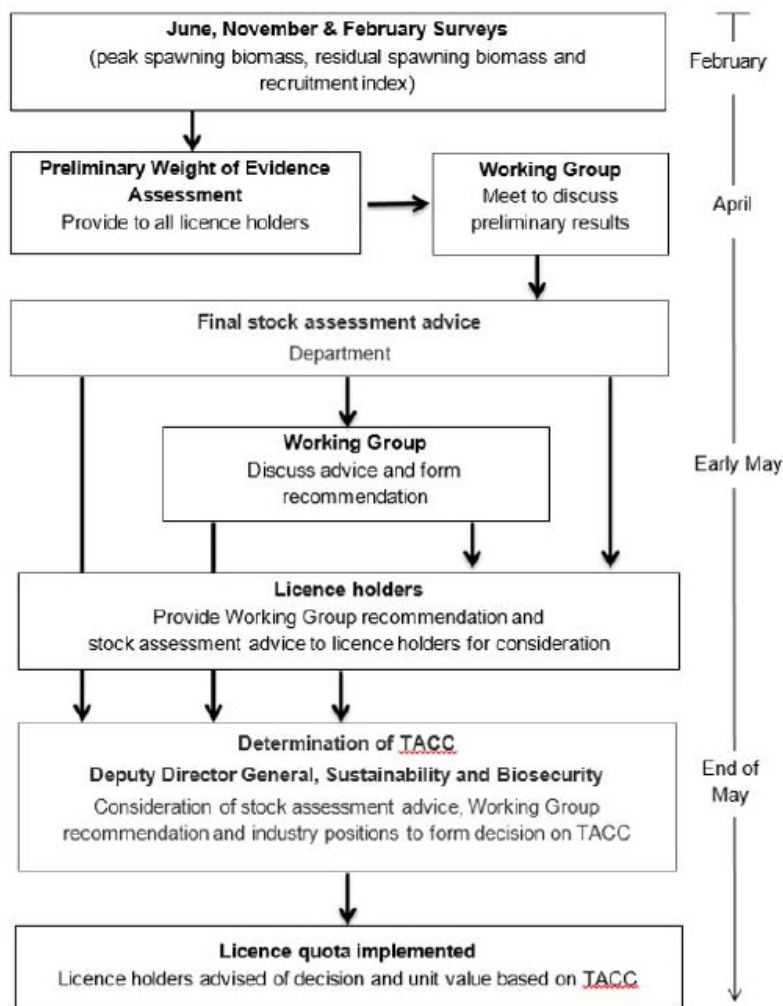 June, November & February Surveys
(peak spawning biomass, residual spawning biomass and
recruitment index)
February
Preliminary Weight of Evidence
Assessment
Provide to all licence holders
Working Group
Meet to discuss
preliminary results
April
Final stock assessment advice
Department
Working Group
Discuss advice and form
recommendation
Early May
Licence holders
Provide Working Group recommendation and
stock assessment advice to licence holders for consideration
Determination of TACC
Deputy Director General, Sustainability and Biosecurity
Consideration of stock assessment advice, Working Group
recommendation and industry positions to form decision on TACC
End of
May
Licence quota implemented
Licence holders advised of decision and unit value based on TACC